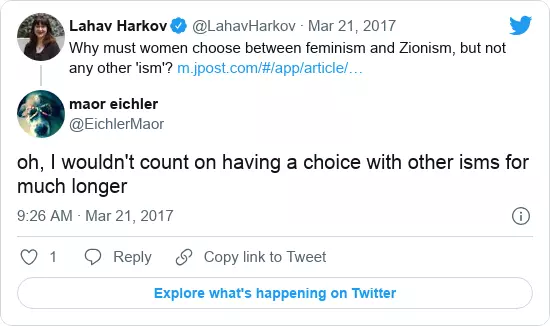 Lahav Harkov @LahavHarkov · Mar 21, 2017
Why must women choose between feminism and Zionism, but not
any other 'ism'? m.jpost.com/#/app/article/…
maor eichler
@EichlerMaor
oh, I wouldn't count on having a choice with other isms for
much longer
9:26 AM · Mar 21, 2017
1 Reply Copy link to Tweet
Explore what's happening on Twitter